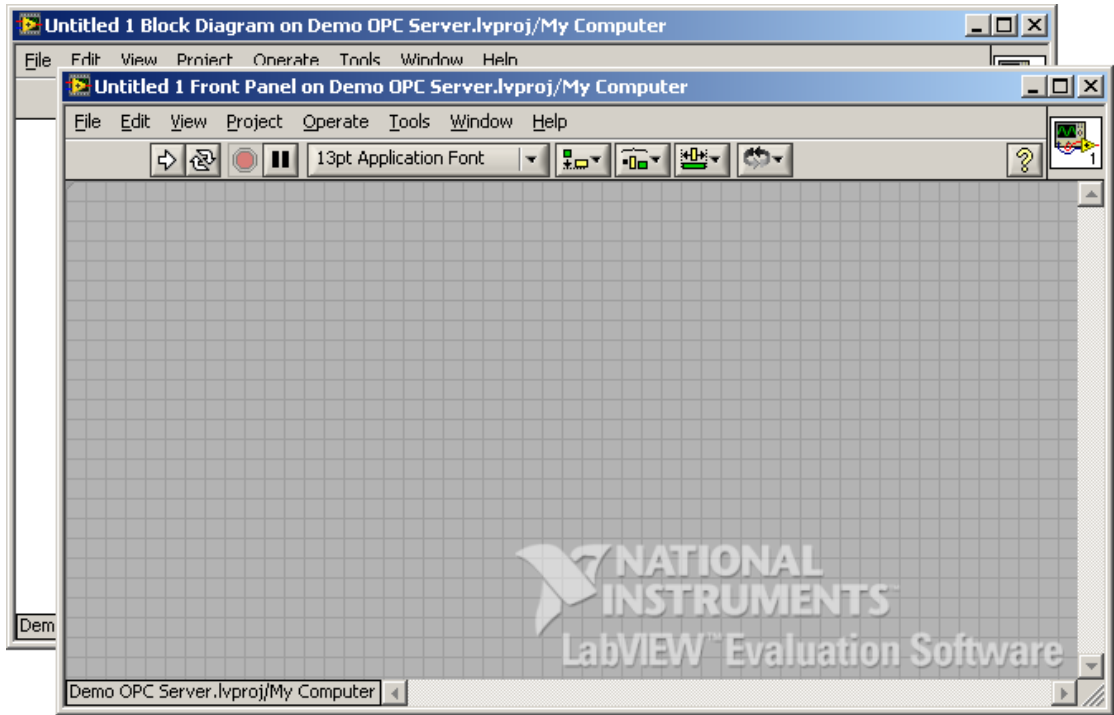 Untitled 1 Block Diagram on Demo OPC Server.lvproj/My Computer
File Edit View Project Operate Tools Window Help
Untitled 1 Front Panel on Demo OPC Server.lvproj/My Computer
File Edit View Project Operate Tools Window Help
13pt Application Font
?
1
NATIONAL
INSTRUMENTS™
LabVIEW™ Evaluation Software
Dem
Demo OPC Server.lvproj/My Computer